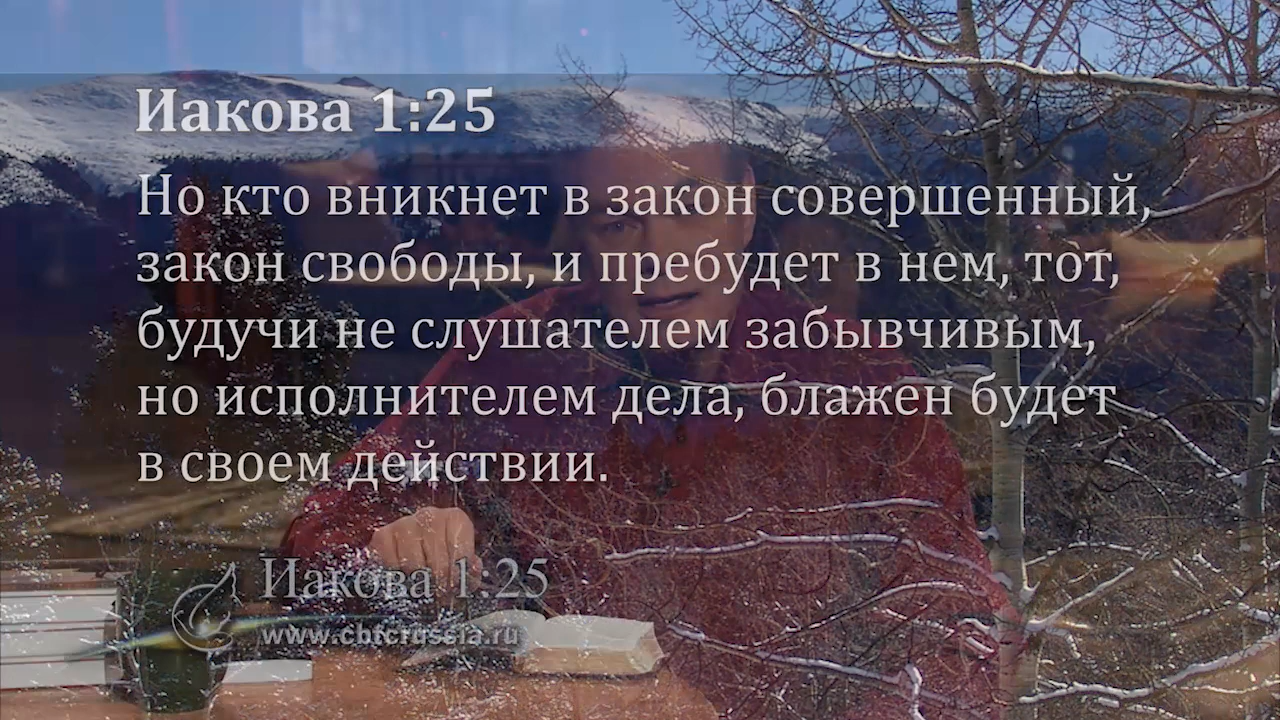 Иакова 1:25
Но кто вникнет в закон совершенный,
закон свободы, и пребудет в нем, тот,
будучи не слушателем забывчивым,
но исполнителем дела, блажен будет
в своем действии.
Иакова 1:25
www.cbtcrussia.ru